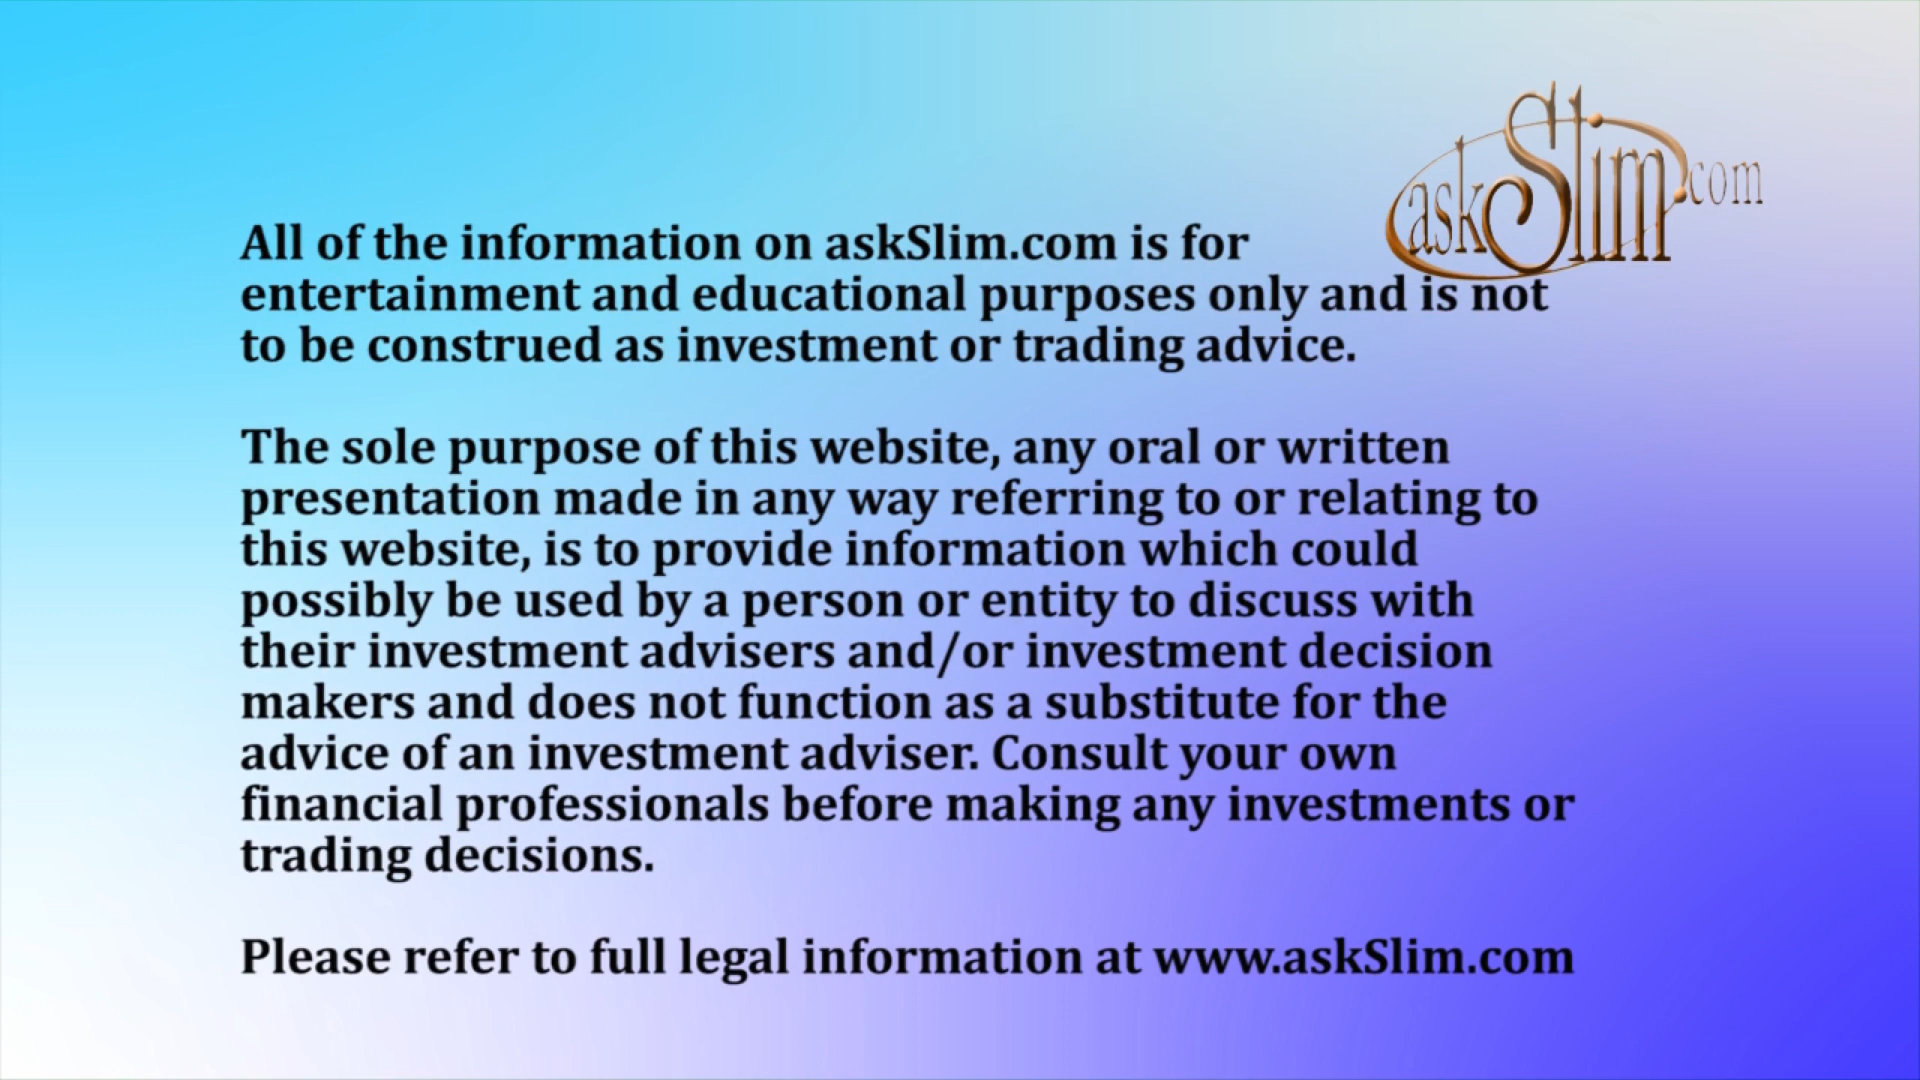 askSlim.com
All of the information on askSlim.com is for
entertainment and educational purposes only and is not
to be construed as investment or trading advice.
The sole purpose of this website, any oral or written
presentation made in any way referring to or relating to
this website, is to provide information which could
possibly be used by a person or entity to discuss with
their investment advisers and/or investment decision
makers and does not function as a substitute for the
advice of an investment adviser. Consult your own
financial professionals before making any investments or
trading decisions.
Please refer to full legal information at www.askSlim.com